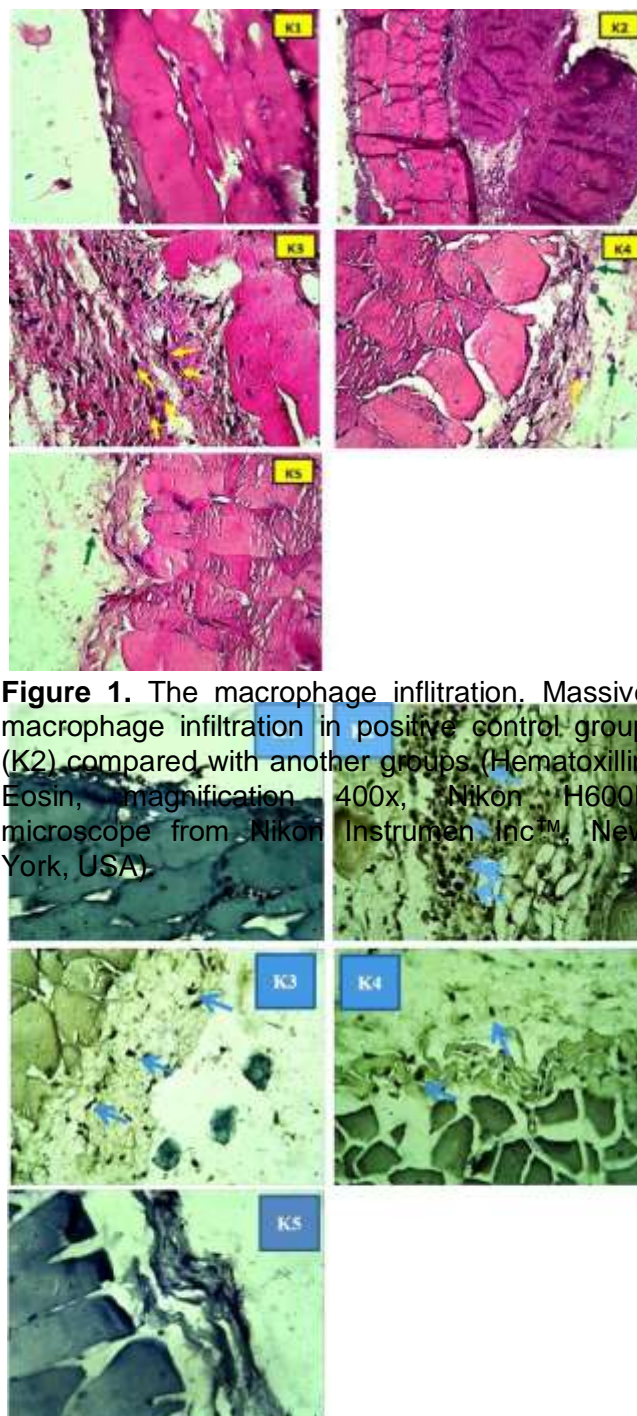 K1
K2
K3
K4
K5
Figure 1. The macrophage inflitration. Massive
macrophage infiltration in positive control group
(K2) compared with another groups (Hematoxillin
Eosin, magnification 400x, Nikon
microscope from Nikon Instrumen Inc™, New
York, USA)
K3
K4
K5